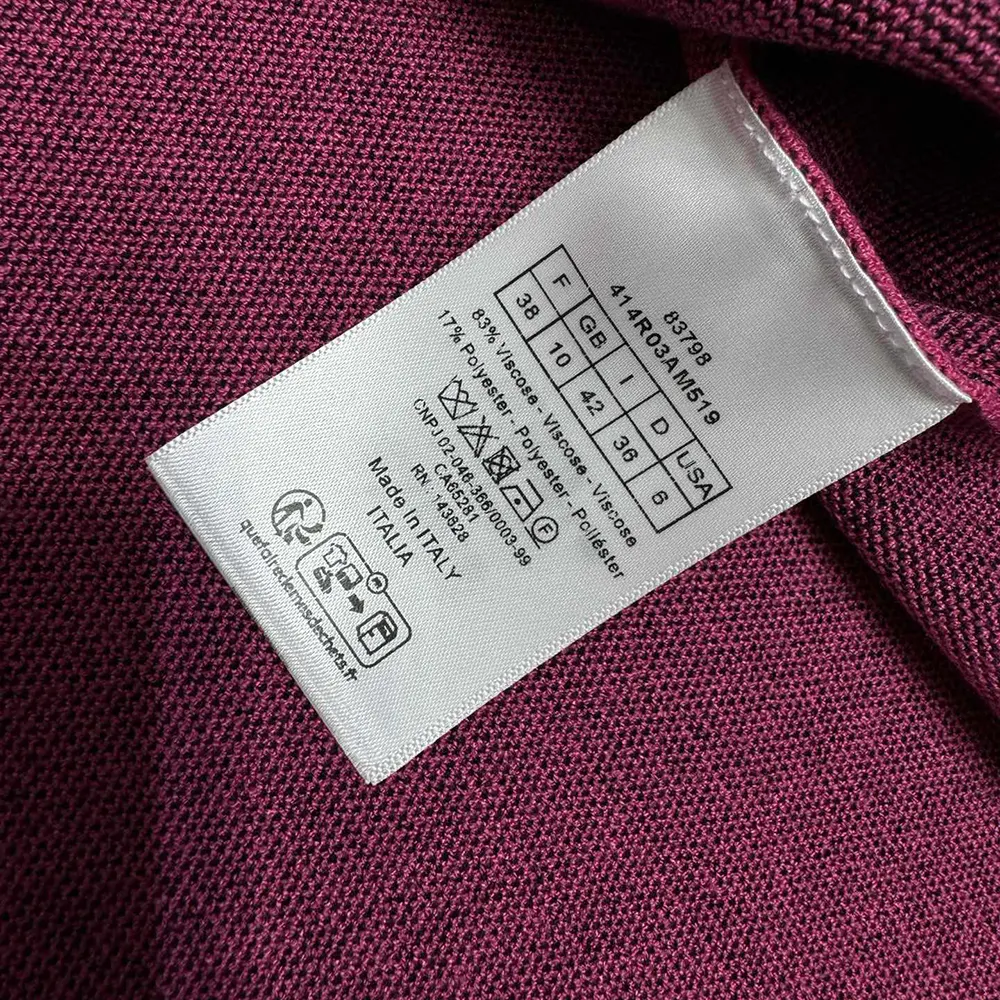 83798
414R03AM519
F GB I D USA
38 10 42 36 6
83% Viscose - Viscose - Viscose
17% Polyester - Polyester - Poliéster
F
CNPJ 02-046-366/0003-99
CA65281
RN: 143628
Made In ITALY
ITALIA
quefairedemesdechets.fr